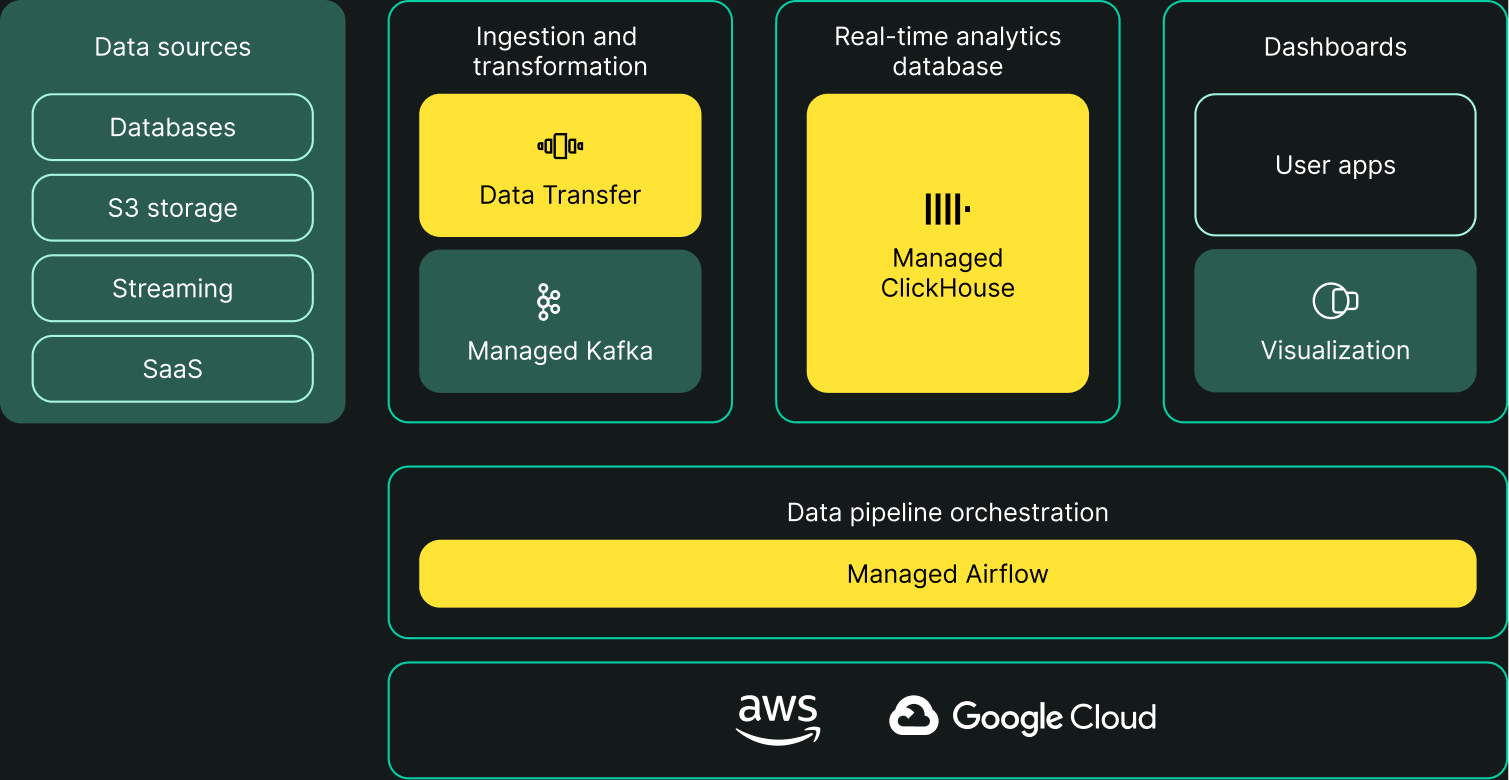 Data sources
Databases
S3 storage
Streaming
SaaS
Ingestion and
transformation
Data Transfer
Managed Kafka
Real-time analytics
database
Managed
ClickHouse
Dashboards
User apps
Visualization
Data pipeline orchestration
Managed Airflow
aws
Google Cloud